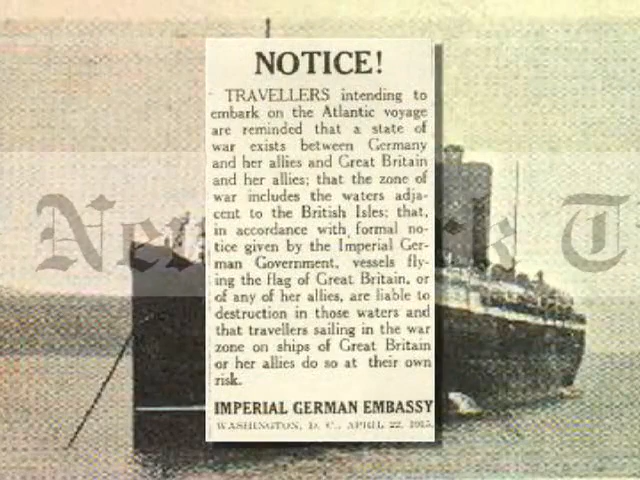 NOTICE!
TRAVELLERS intending to
embark on the Atlantic voyage
are reminded that a state of
war exists between Germany
and her allies and Great Britain
and her allies; that the zone of
war includes the waters adja-
cent to the British Isles; that,
in accordance with formal no-
tice given by the Imperial Ger-
man Government, vessels fly-
ing the flag of Great Britain, or
of any of her allies, are liable to
destruction in those waters and
that travellers sailing in the war
zone on ships of Great Britain
or her allies do so at their own
risk.
IMPERIAL GERMAN EMBASSY
WASHINGTON, D. C., APRIL 22, 1915.
New k T